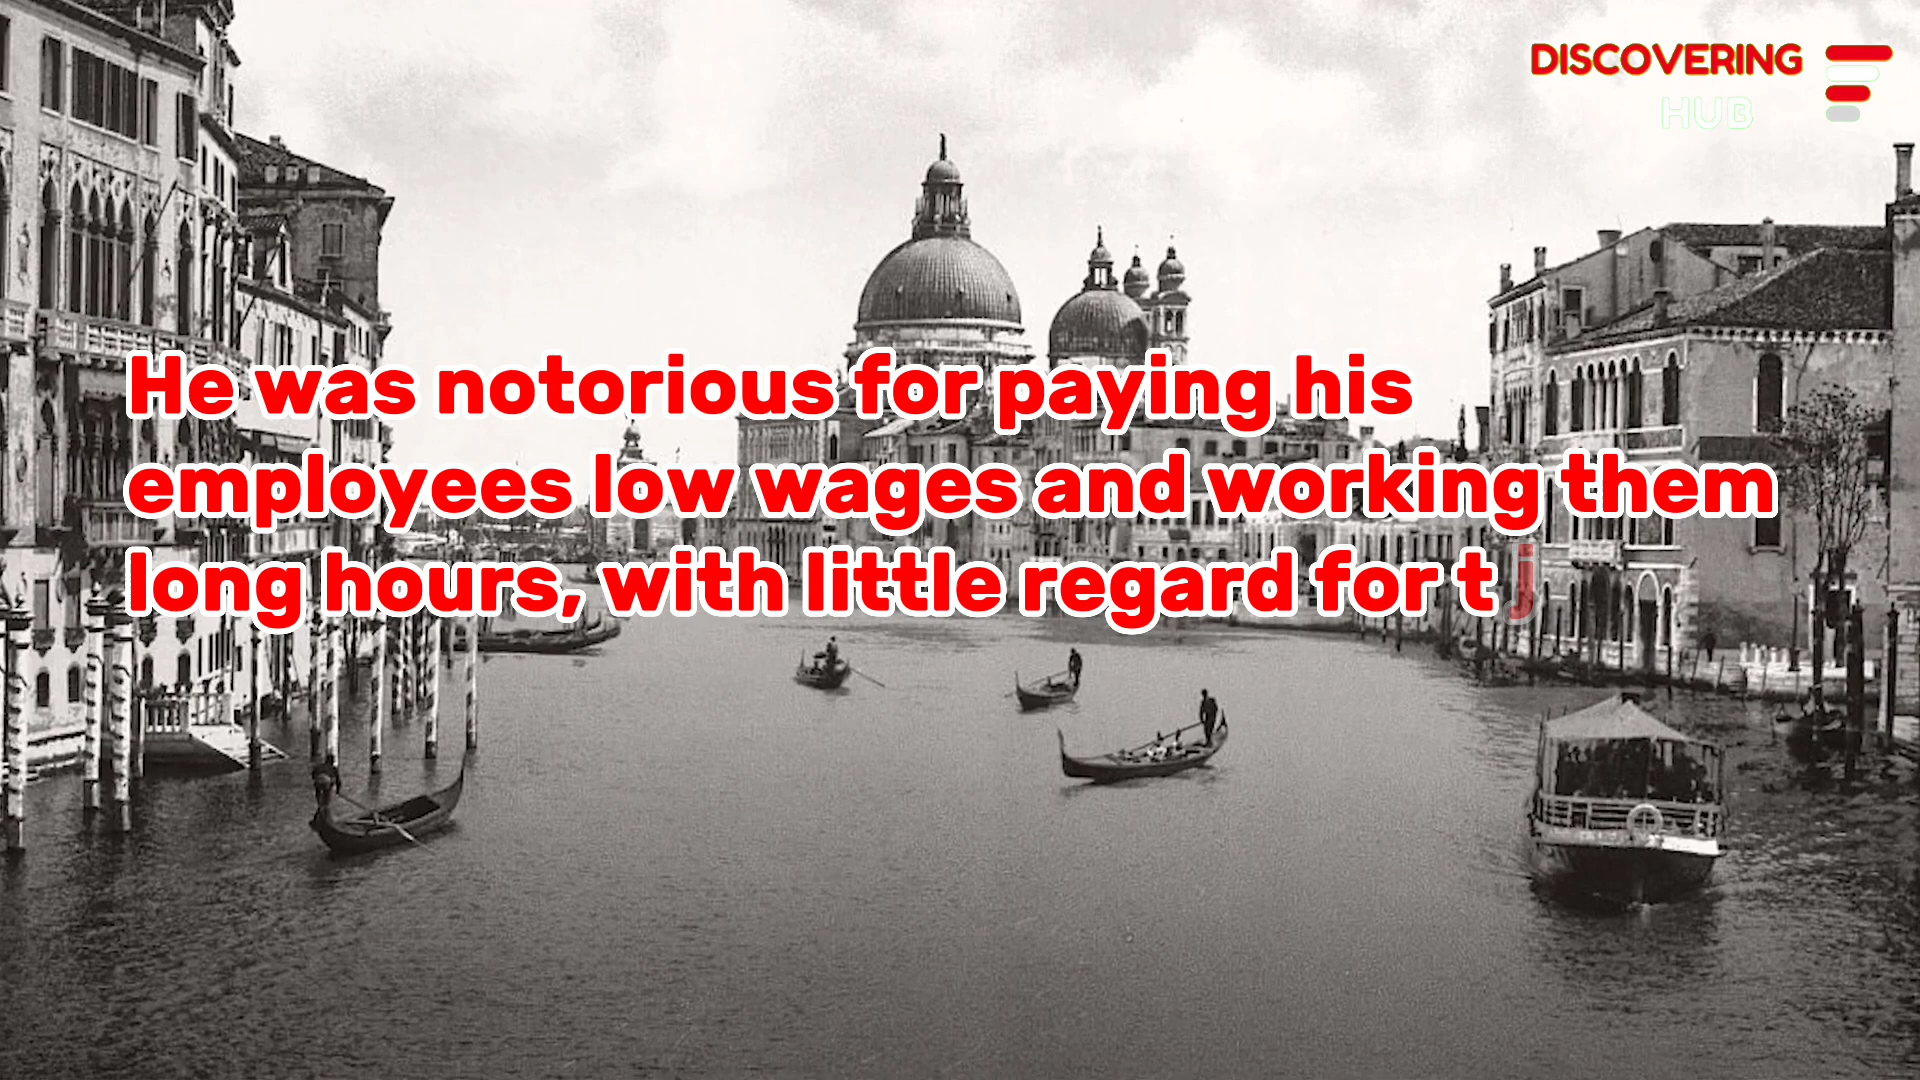 DISCOVERING
HUB
He was notorious for paying his
employees low wages and working them
long hours, with little regard for t j